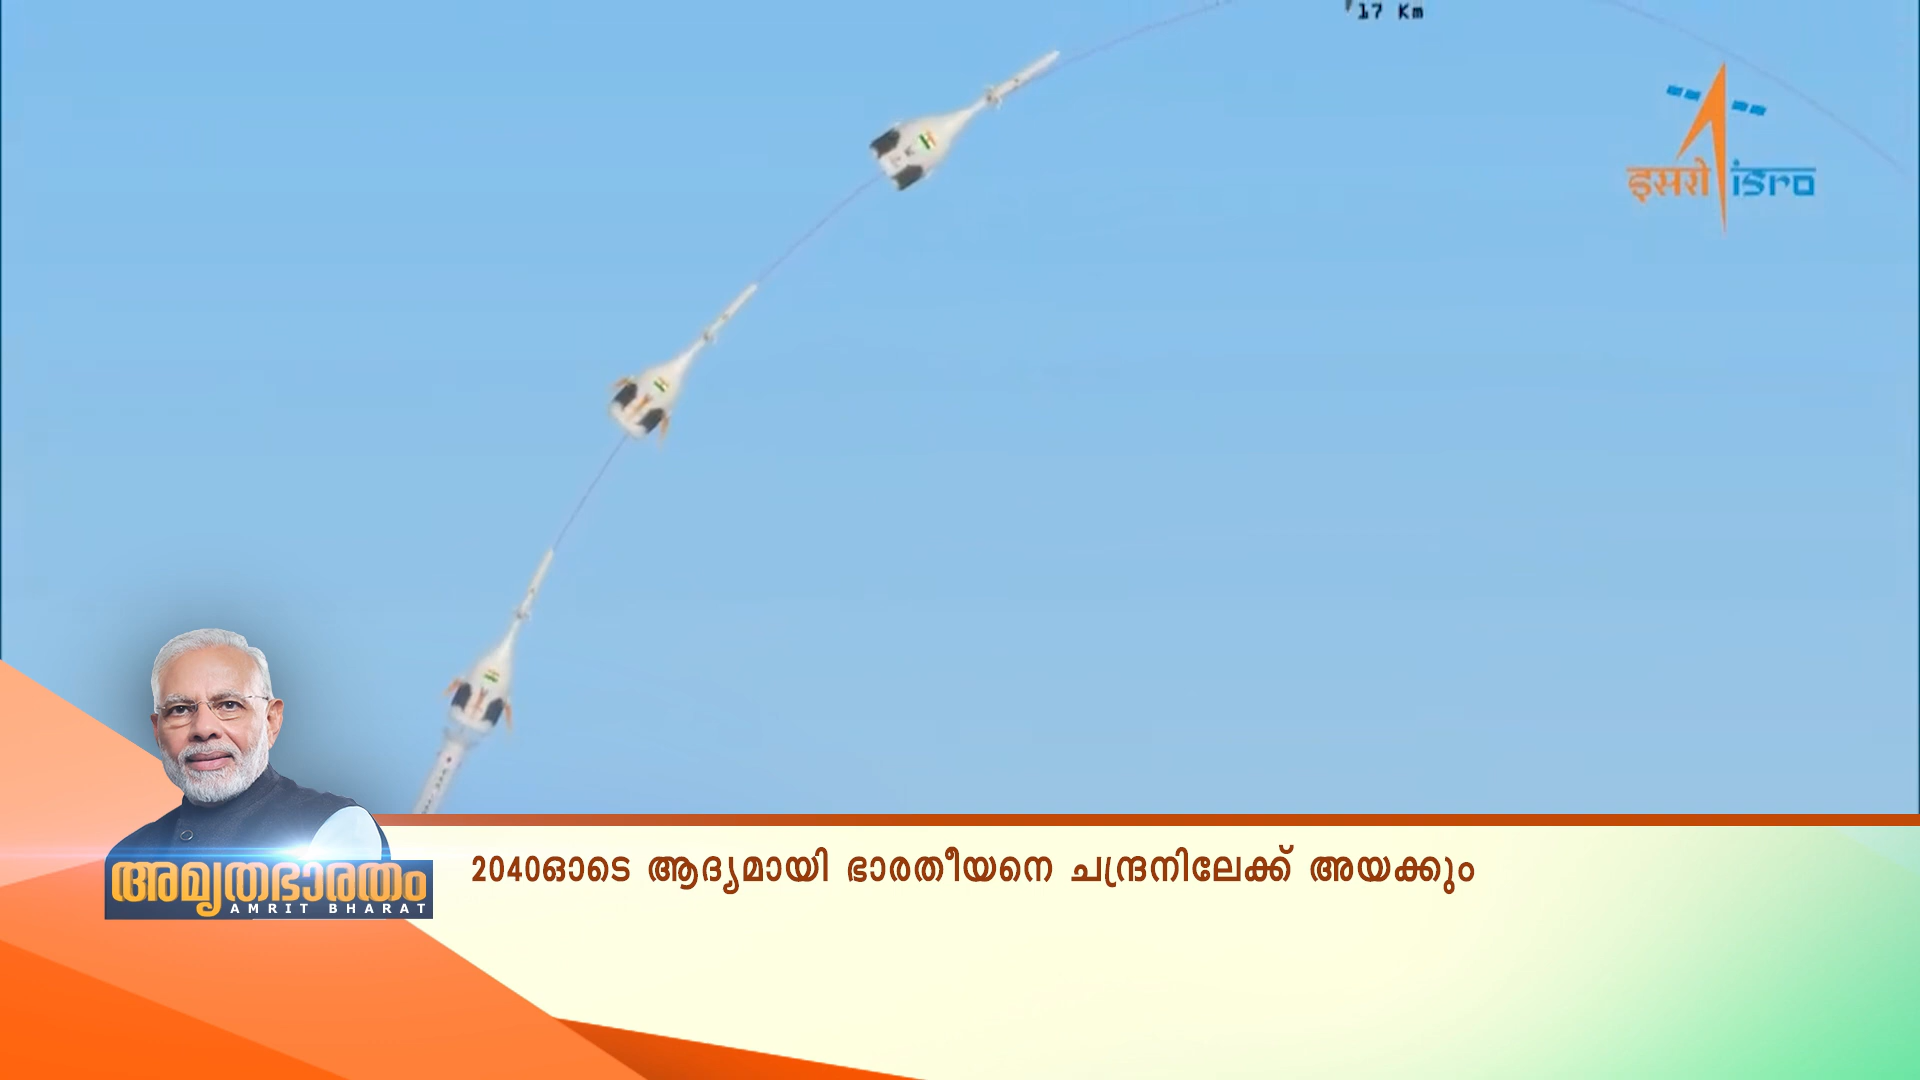 17 Km
इसरो isro
2040ഓടെ ആദ്യമായി ഭാരതീയനെ ചന്ദ്രനിലേക്ക് അയക്കും
അമൃതഭാരതം
AMRIT BHARAT